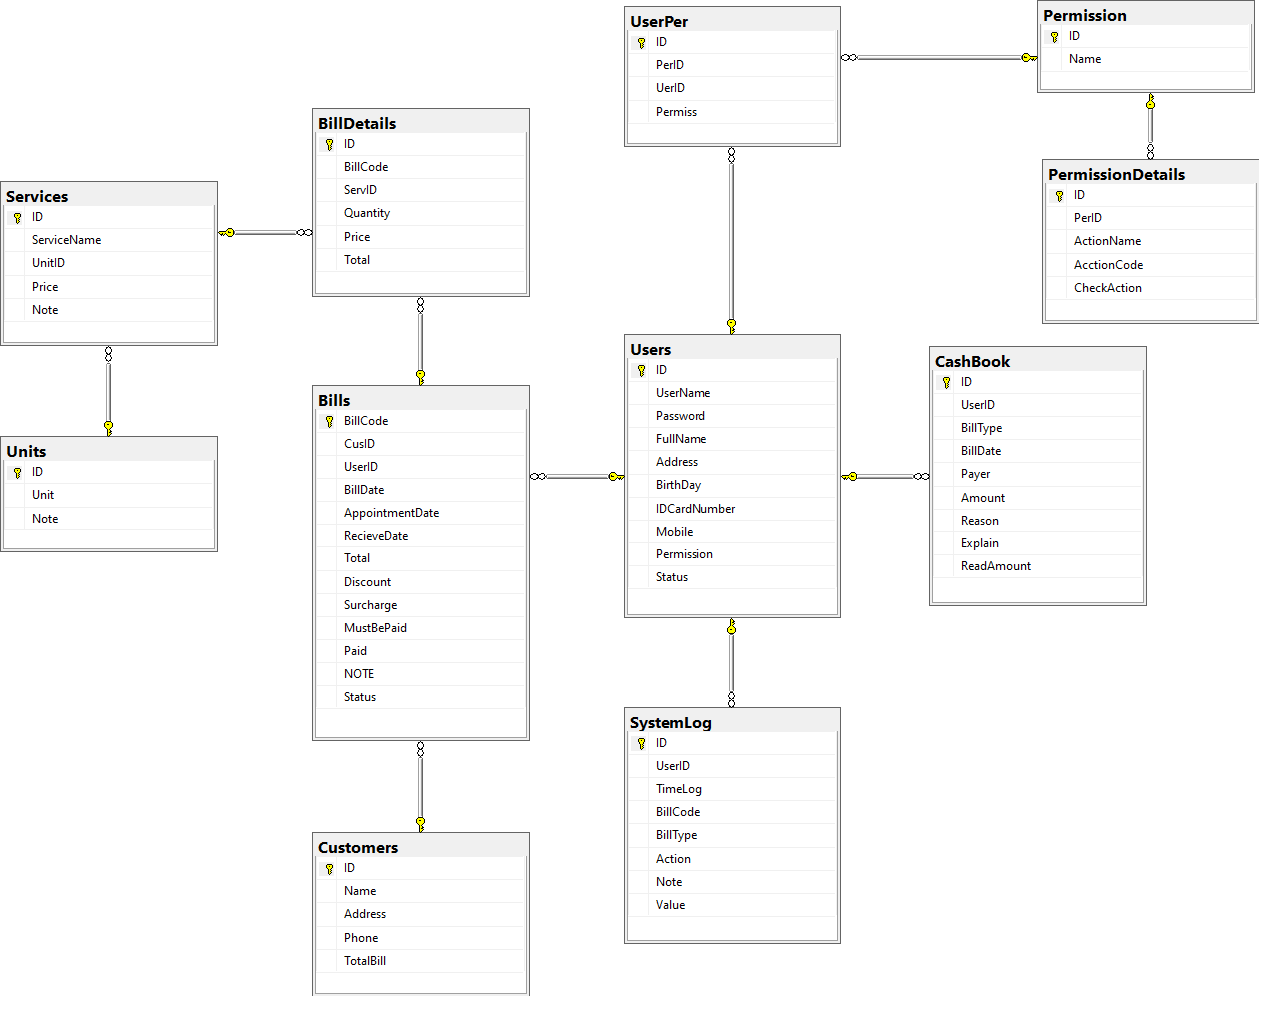 UserPer
ID
PerID
UerID
Permiss
Permission
ID
Name
BillDetails
ID
BillCode
ServID
Quantity
Price
Total
PermissionDetails
ID
PerID
ActionName
AcctionCode
CheckAction
Services
ID
ServiceName
UnitID
Price
Note
Users
ID
UserName
Password
FullName
Address
BirthDay
IDCardNumber
Mobile
Permission
Status
CashBook
ID
UserID
BillType
BillDate
Payer
Amount
Reason
Explain
ReadAmount
Bills
BillCode
CusID
UserID
BillDate
AppointmentDate
RecieveDate
Total
Discount
Surcharge
MustBePaid
Paid
NOTE
Status
Units
ID
Unit
Note
SystemLog
ID
UserID
TimeLog
BillCode
BillType
Action
Note
Value
Customers
ID
Name
Address
Phone
TotalBill